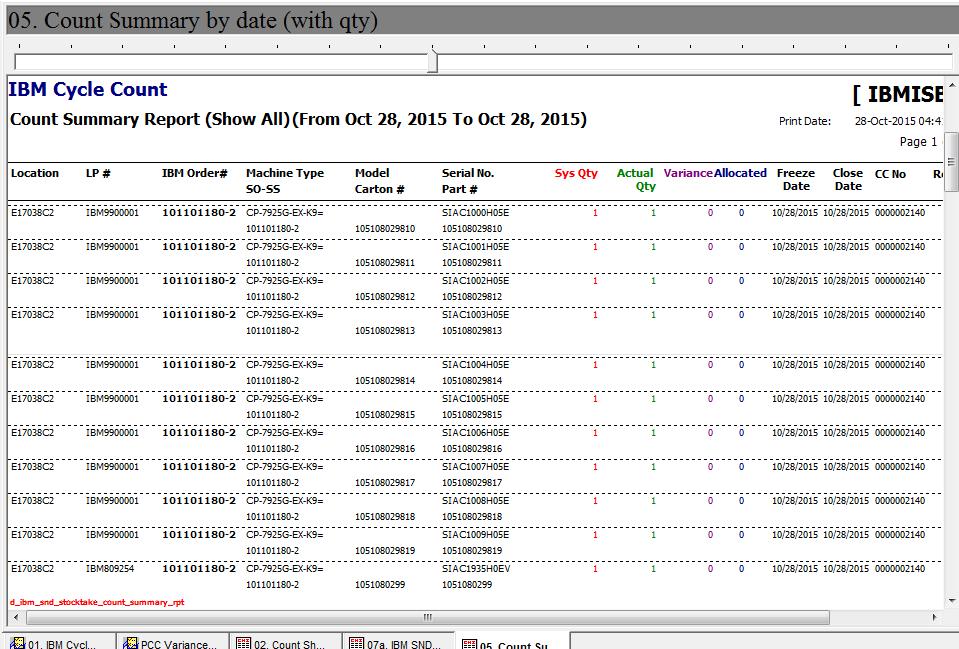 05. Count Summary by date (with qty)
IBM Cycle Count
[ IBMISB
Count Summary Report (Show All)(From Oct 28, 2015 To Oct 28, 2015)
Print Date: 28-Oct-2015 04:41
Page 1
Location LP # IBM Order# Machine Type Model Serial No. Sys Qty Actual Variance Allocated Freeze Close CC No
SO-SS Carton # Part # Qty Date Date
E17038C2 IBM9900001 101101180-2 CP-7925G-EX-K9= SIAC1000H05E 1 1 0 0 10/28/2015 10/28/2015 0000002140
101101180-2 105108029810 105108029810
E17038C2 IBM9900001 101101180-2 CP-7925G-EX-K9= SIAC1001H05E 1 1 0 0 10/28/2015 10/28/2015 0000002140
101101180-2 105108029811 105108029811
E17038C2 IBM9900001 101101180-2 CP-7925G-EX-K9= SIAC1002H05E 1 1 0 0 10/28/2015 10/28/2015 0000002140
101101180-2 105108029812 105108029812
E17038C2 IBM9900001 101101180-2 CP-7925G-EX-K9= SIAC1003H05E 1 1 0 0 10/28/2015 10/28/2015 0000002140
101101180-2 105108029813 105108029813
E17038C2 IBM9900001 101101180-2 CP-7925G-EX-K9= SIAC1004H05E 1 1 0 0 10/28/2015 10/28/2015 0000002140
101101180-2 105108029814 105108029814
E17038C2 IBM9900001 101101180-2 CP-7925G-EX-K9= SIAC1005H05E 1 1 0 0 10/28/2015 10/28/2015 0000002140
101101180-2 105108029815 105108029815
E17038C2 IBM9900001 101101180-2 CP-7925G-EX-K9= SIAC1006H05E 1 1 0 0 10/28/2015 10/28/2015 0000002140
101101180-2 105108029816 105108029816
E17038C2 IBM9900001 101101180-2 CP-7925G-EX-K9= SIAC1007H05E 1 1 0 0 10/28/2015 10/28/2015 0000002140
101101180-2 105108029817 105108029817
E17038C2 IBM9900001 101101180-2 CP-7925G-EX-K9= SIAC1008H05E 1 1 0 0 10/28/2015 10/28/2015 0000002140
101101180-2 105108029818 105108029818
E17038C2 IBM9900001 101101180-2 CP-7925G-EX-K9= SIAC1009H05E 1 1 0 0 10/28/2015 10/28/2015 0000002140
101101180-2 105108029819 105108029819
E17038C2 IBM809254 101101180-2 CP-7925G-EX-K9= SIAC1935H0EV 1 1 0 0 10/28/2015 10/28/2015 0000002140
101101180-2 1051080299 1051080299
d_ibm_snd_stocktake_count_summary_rpt
01. IBM Cycl... PCC Variance... 02. Count Sh... 07a. IBM SND... 05. Count Su...